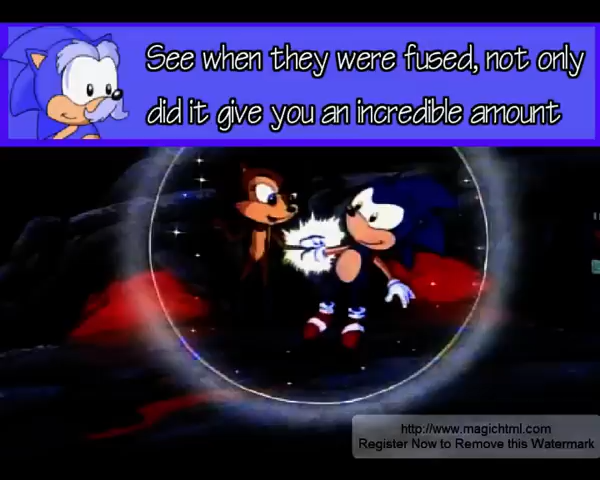 See when they were fused, not only
did it give you an incredible amount
http://www.magichtml.com
Register Now to Remove this Watermark